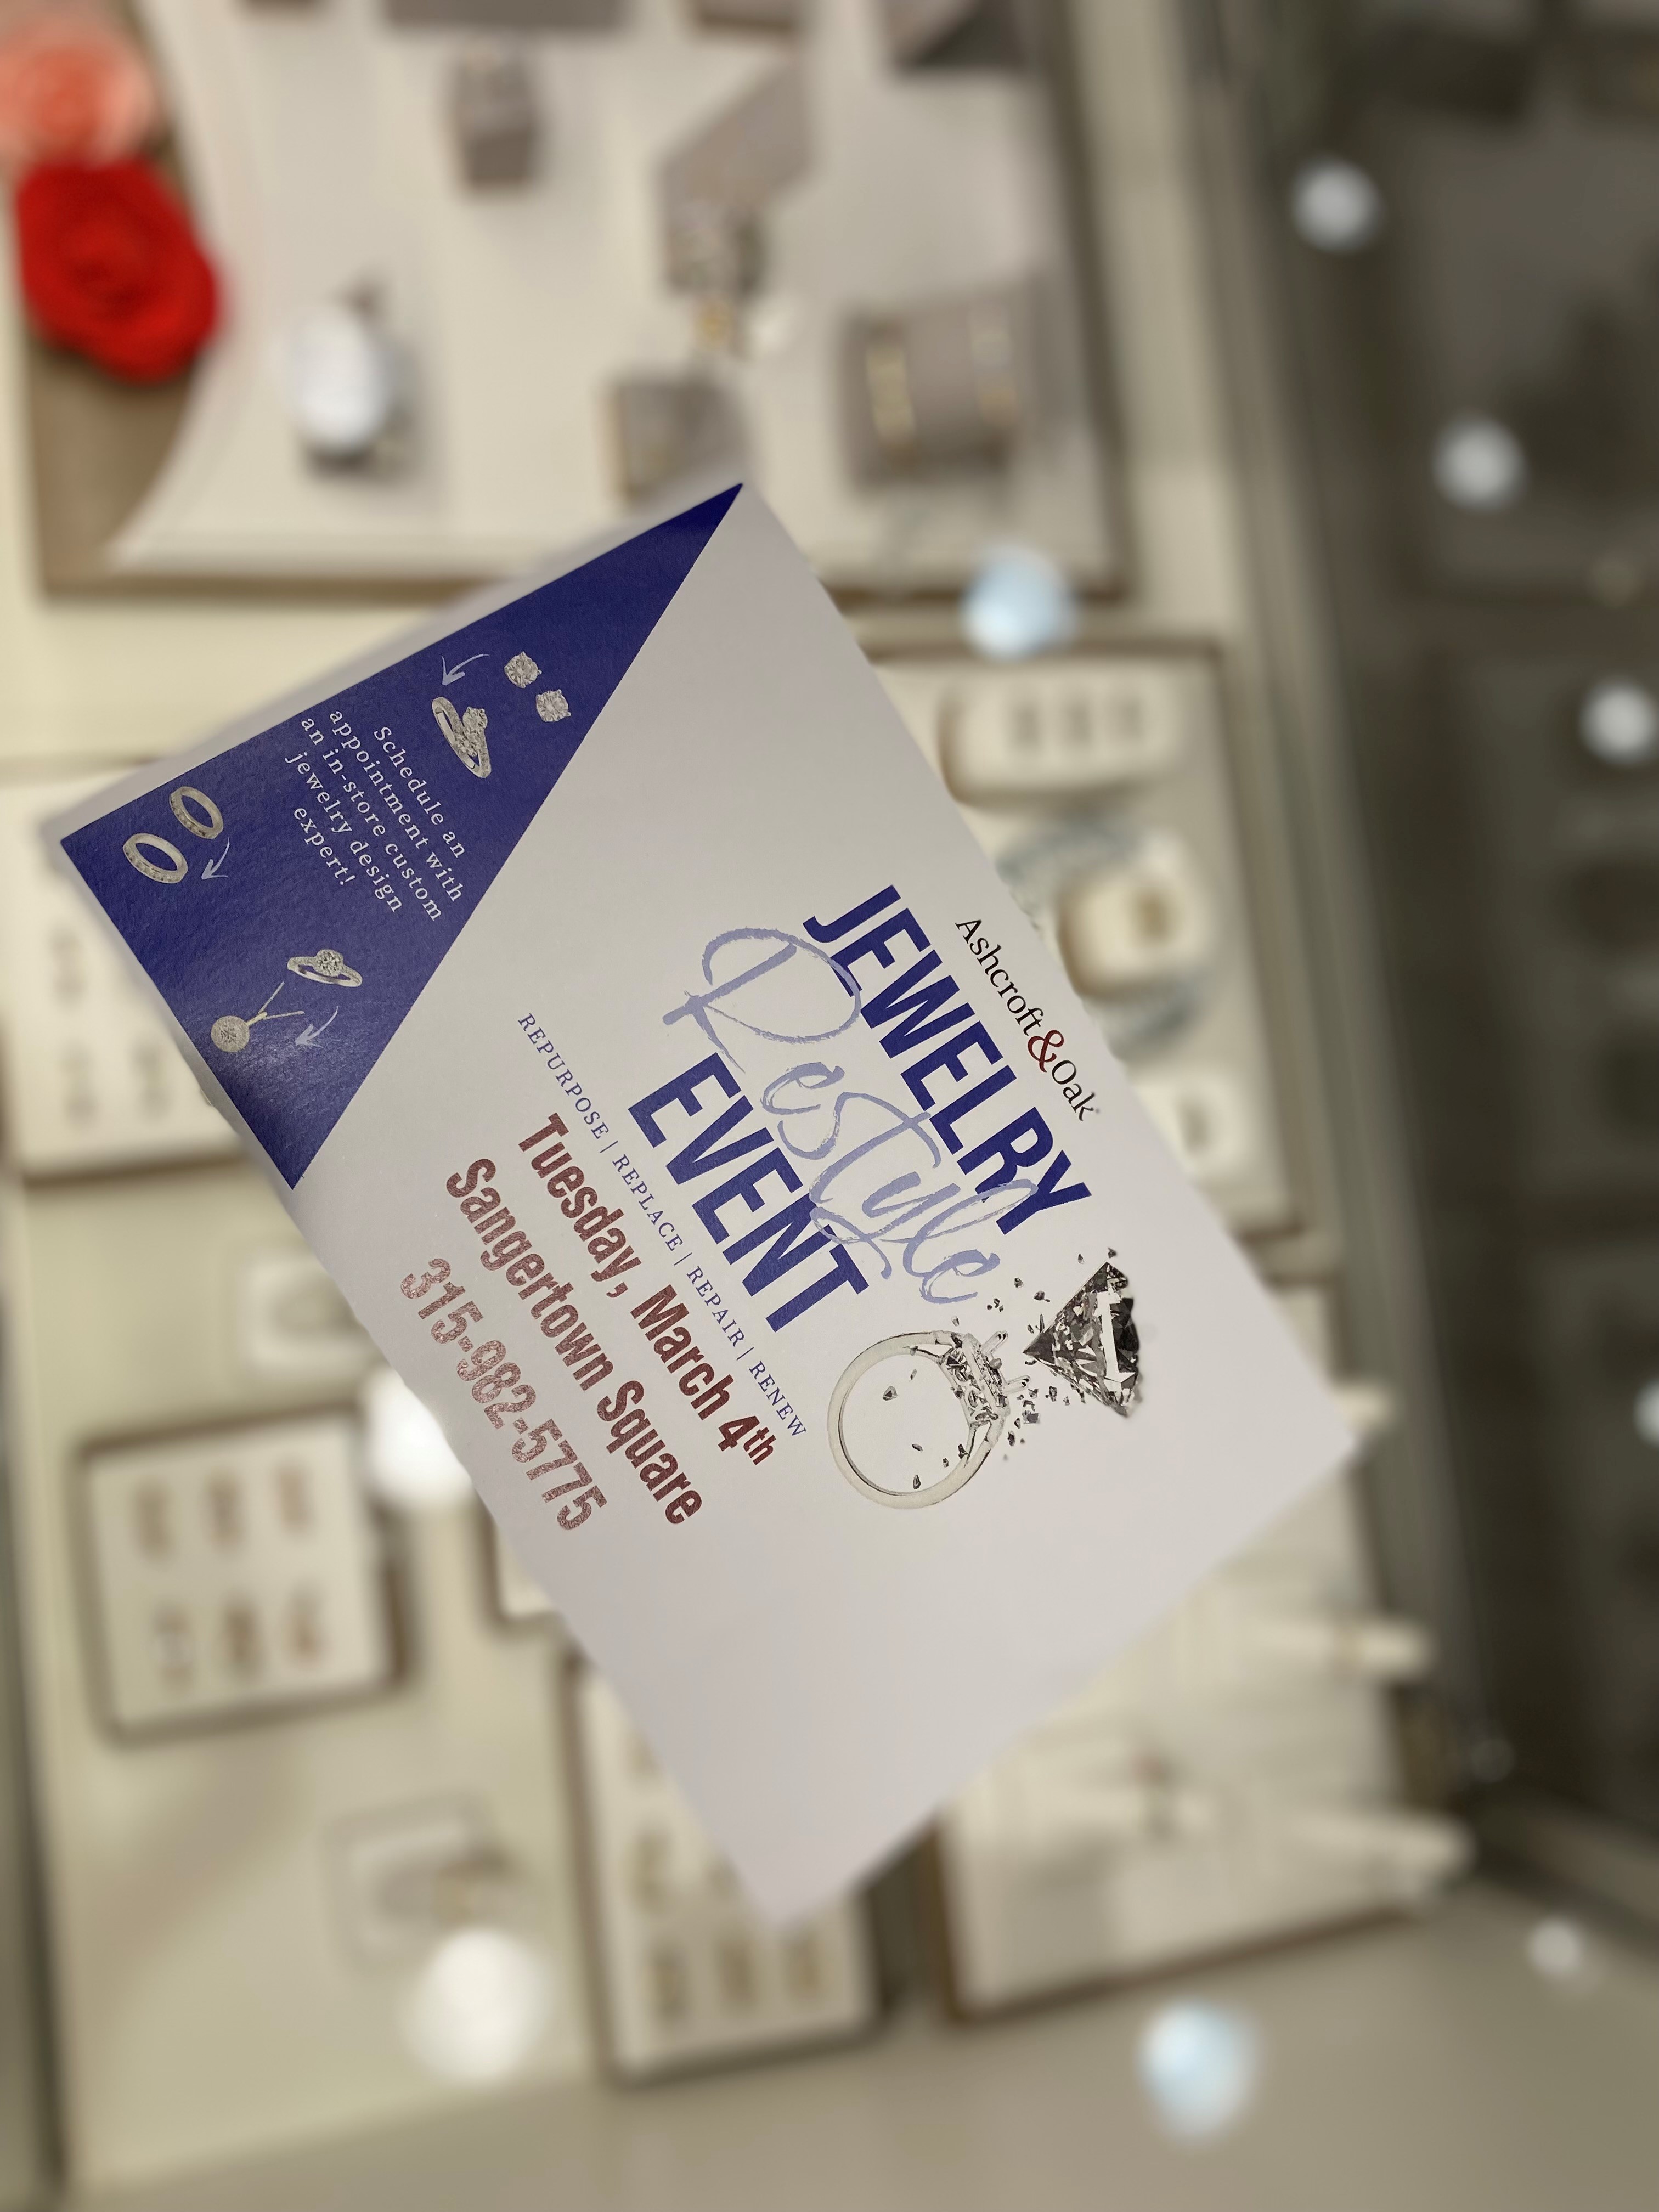 Ashcroft&Oak
JEWELRY
Restyle
EVENT
REPURPOSE | REPLACE | REPAIR | RENEW
Tuesday, March 4th
Sangertown Square
315-982-5775
Schedule an
appointment with
an in-store custom
jewelry design
expert!